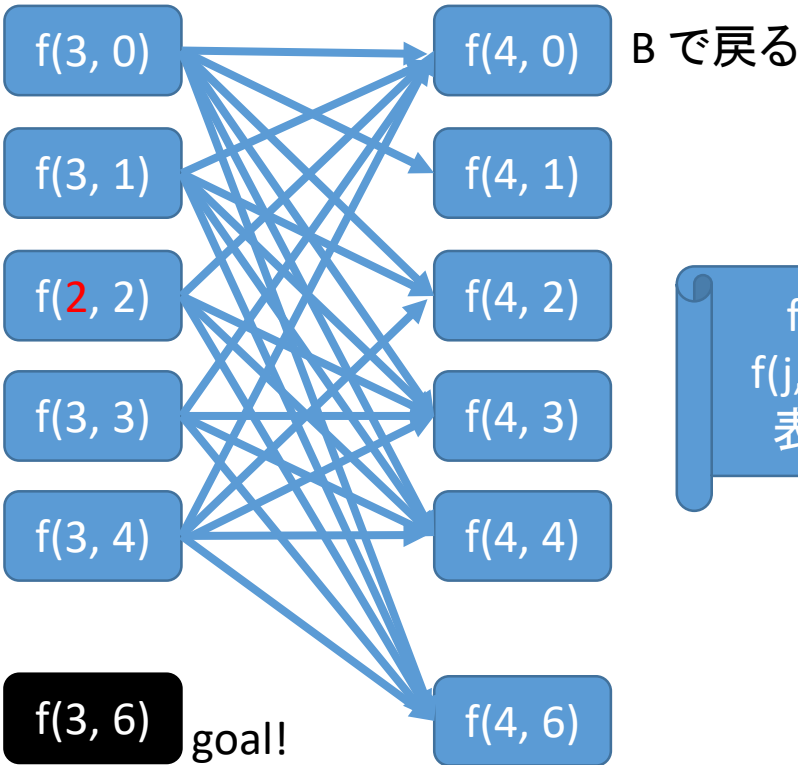 f(3, 0)
f(4, 0)
B で戻る
f(3, 1)
f(4, 1)
f(2, 2)
f(4, 2)
f
f(j,
f(3, 3)
f(4, 3)
表
f(3, 4)
f(4, 4)
f(3, 6)
goal!
f(4, 6)